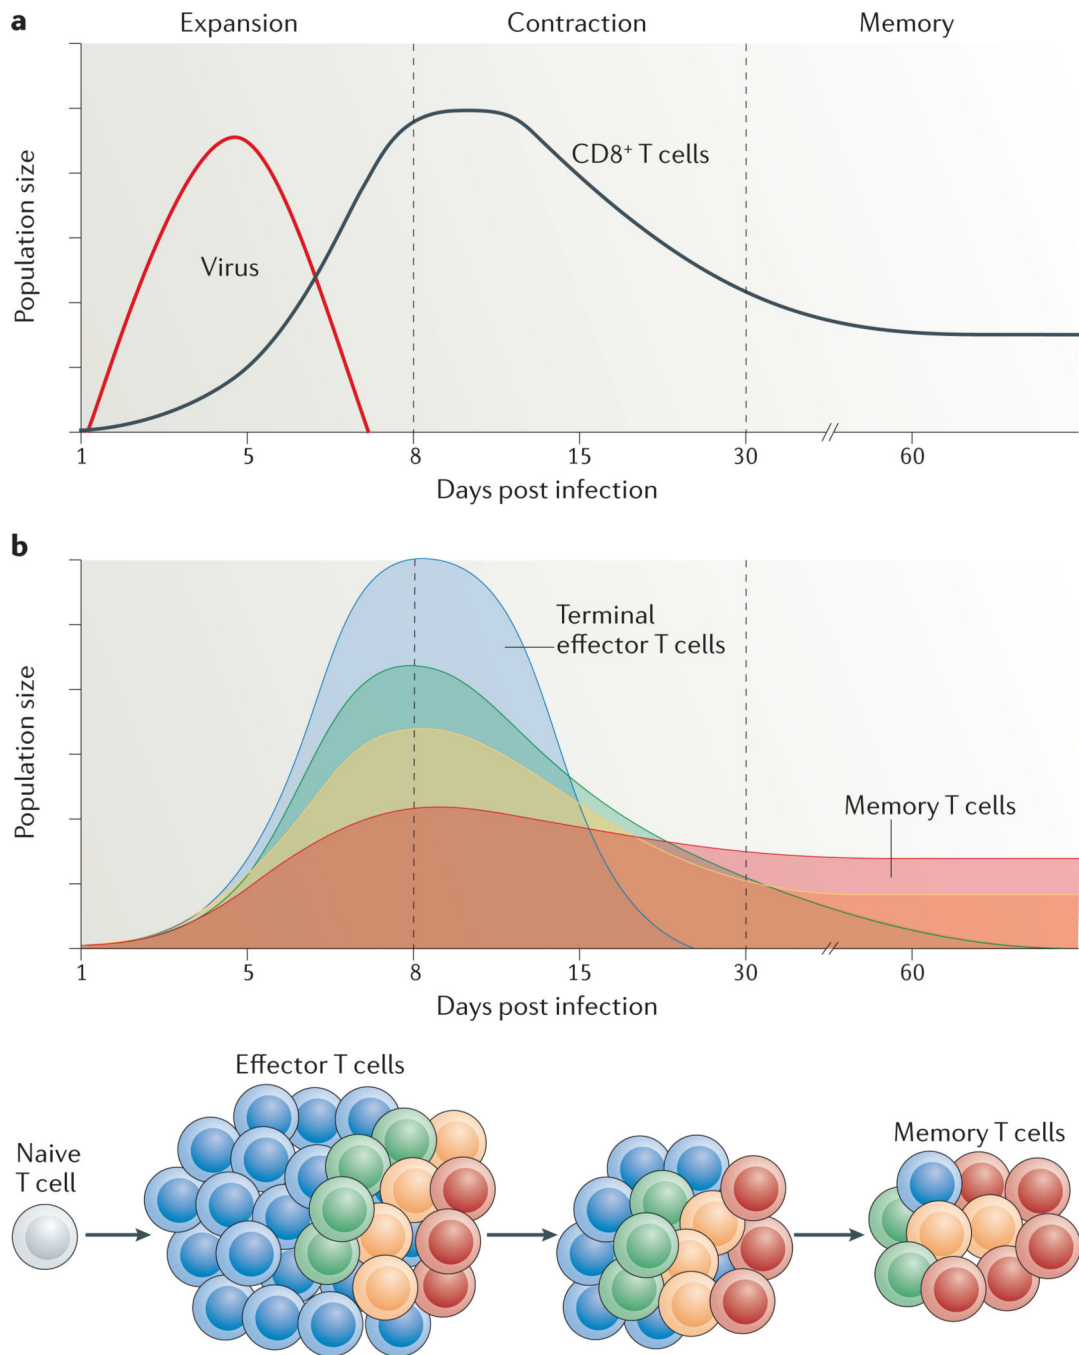 a
Expansion
Contraction
Memory
Population size
Virus
CD8⁺ T cells
1
5
8
15
30
60
Days post infection
b
Population size
Terminal
effector T cells
Memory T cells
1
5
8
15
30
60
Days post infection
Effector T cells
Naive
T cell
Memory T cells